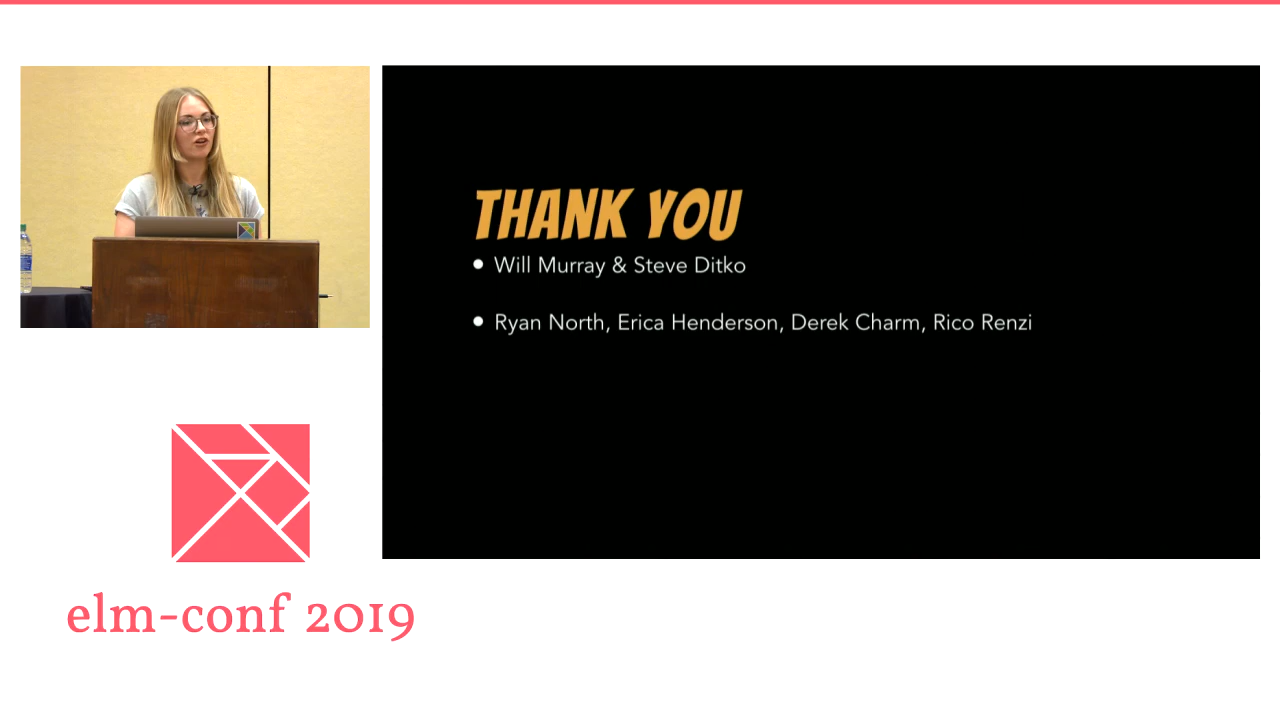 THANK YOU
• Will Murray & Steve Ditko
• Ryan North, Erica Henderson, Derek Charm, Rico Renzi
elm-conf 2019